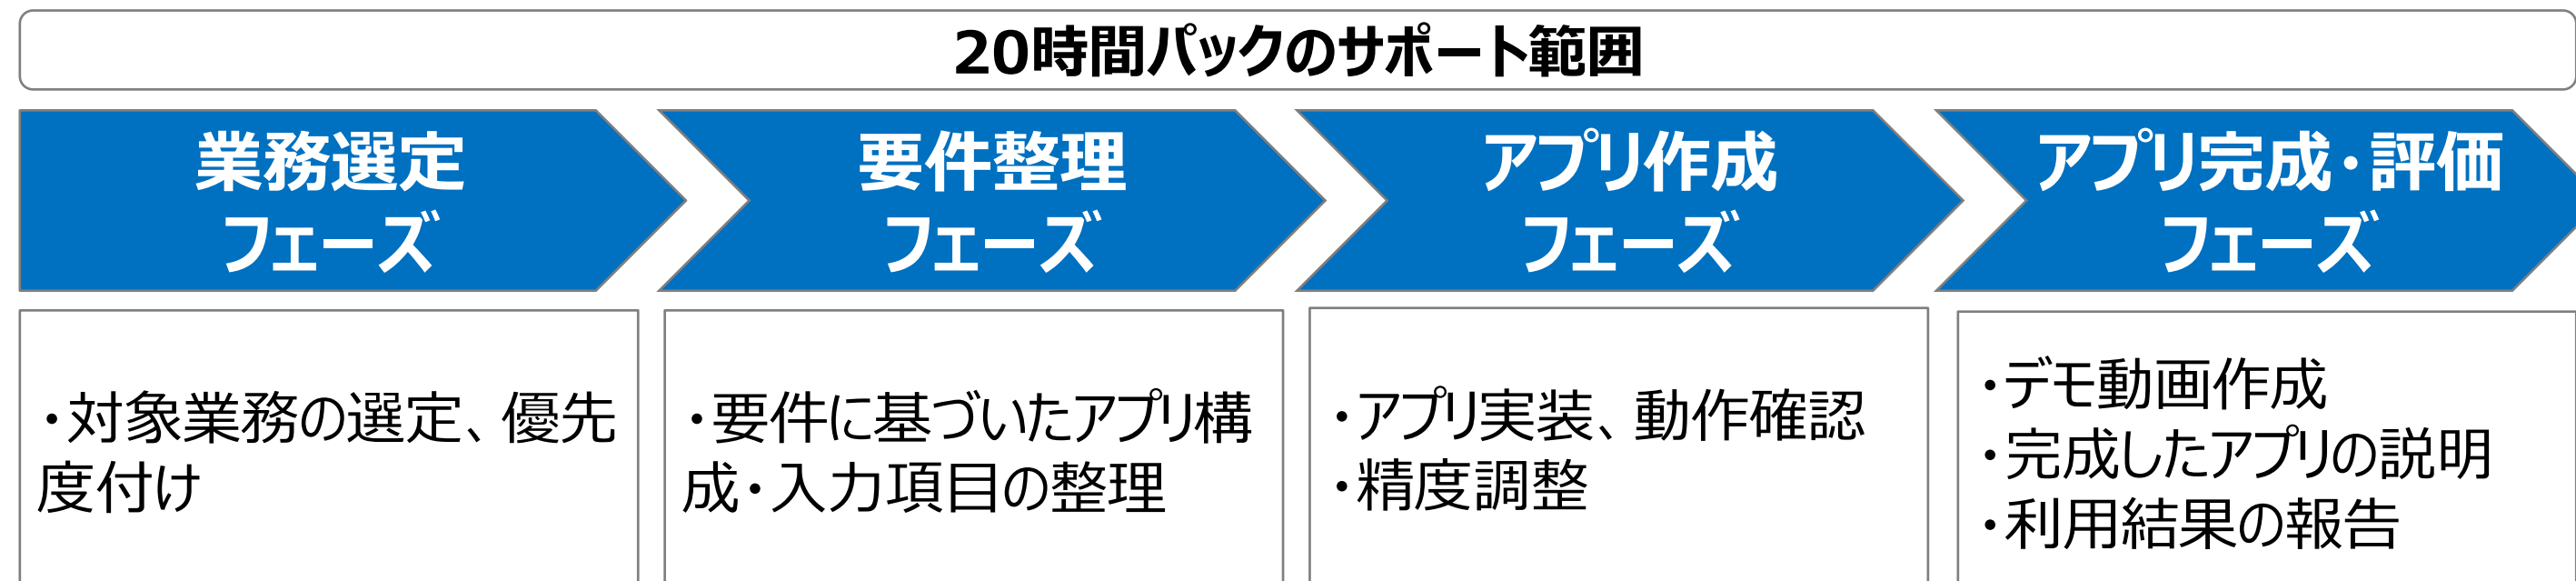 20時間パックのサポート範囲
業務選定
フェーズ
要件整理
フェーズ
アプリ作成
フェーズ
アプリ完成・評価
フェーズ
・対象業務の選定、優先
度付け
・要件に基づいたアプリ構
成・入力項目の整理
・アプリ実装、動作確認
・精度調整
・デモ動画作成
・完成したアプリの説明
・利用結果の報告